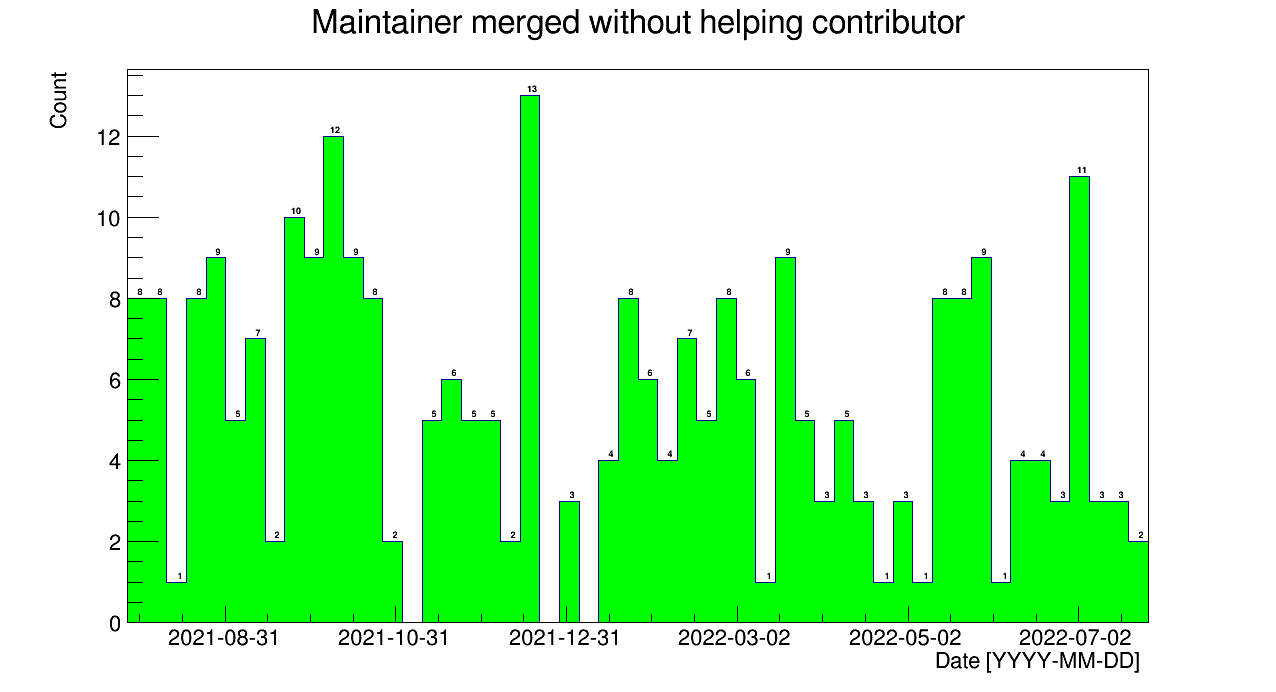 Maintainer merged without helping contributor
Count
13
12
12
11
10
10
9 9 9 9 9
8 8 8 8 8 8 8 8 8
7 7
6 6 6 6
5 5 5 5 5 5 5
4 4 4 4 4
3 3 3 3 3 3 3
2 2 2 2 2
1 1 1 1 1
0
2021-08-31 2021-10-31 2021-12-31 2022-03-02 2022-05-02 2022-07-02
Date [YYYY-MM-DD]